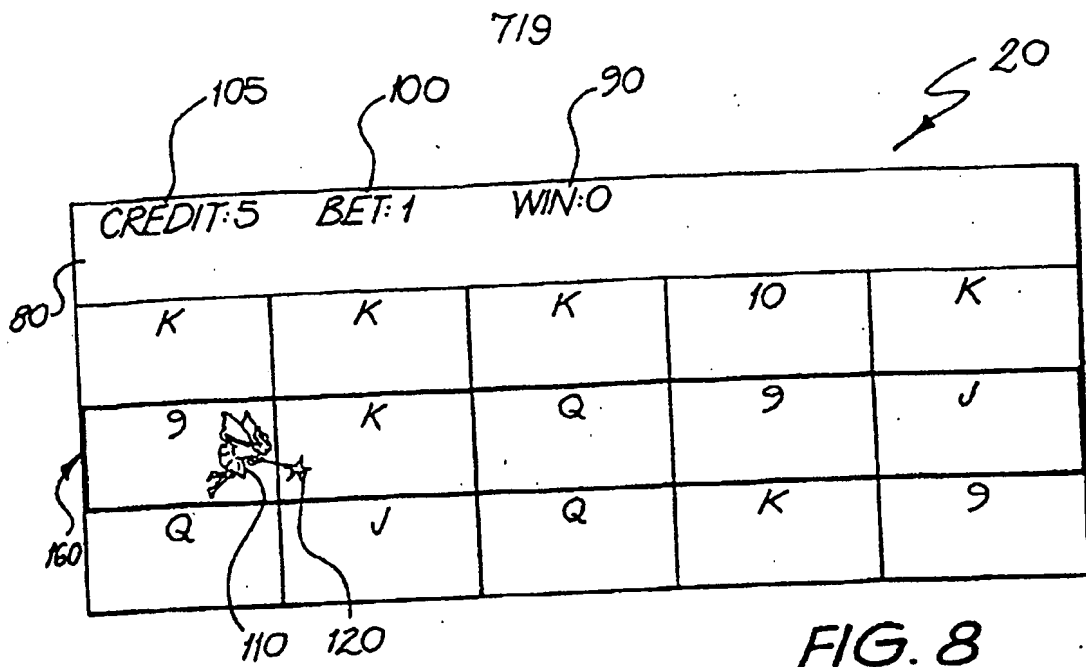 7/9
105 100 90 20
CREDIT:5 BET:1 WIN:0
80
K K K 10 K
9 K Q 9 J
160
Q J Q K 9
110 120
FIG. 8